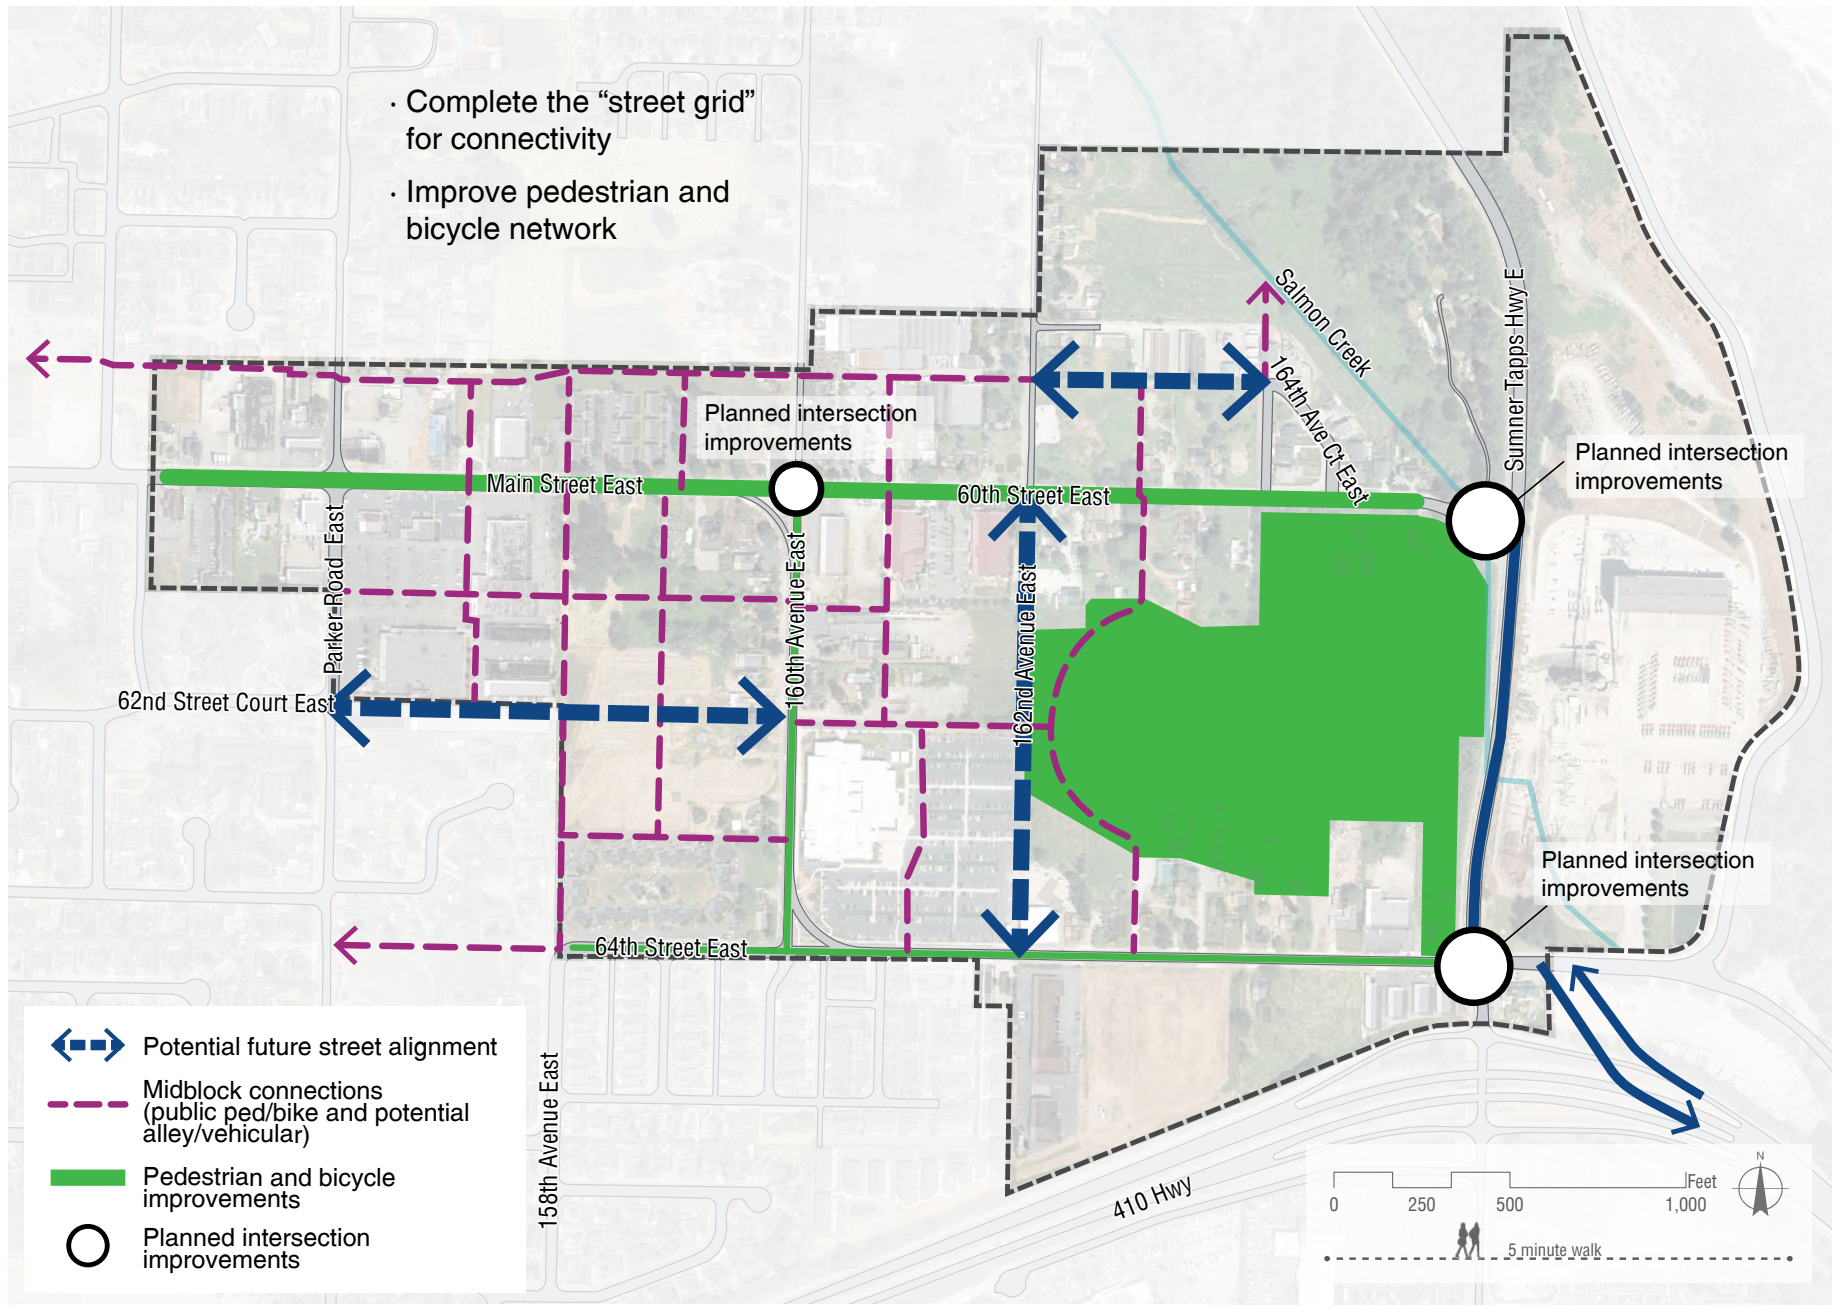 · Complete the “street grid”
for connectivity
· Improve pedestrian and
bicycle network
Salmon Creek
Sumner Tapps Hwy E
164th Ave Ct East
Planned intersection
improvements
Planned intersection
improvements
Main Street East
60th Street East
Parker Road East
160th Avenue East
162nd Avenue East
62nd Street Court East
Planned intersection
improvements
64th Street East
158th Avenue East
410 Hwy
Potential future street alignment
Midblock connections
(public ped/bike and potential
alley/vehicular)
Pedestrian and bicycle
improvements
Planned intersection
improvements
N
Feet
0 250 500 1,000
5 minute walk